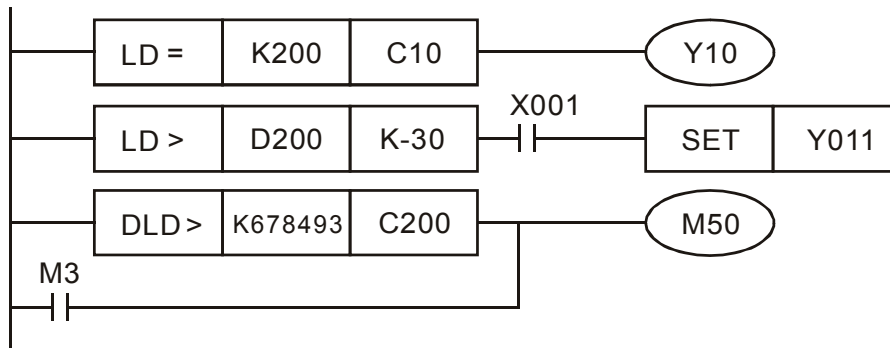 LD = K200 C10 Y10
X001
LD > D200 K-30 SET Y011
DLD > K678493 C200 M50
M3